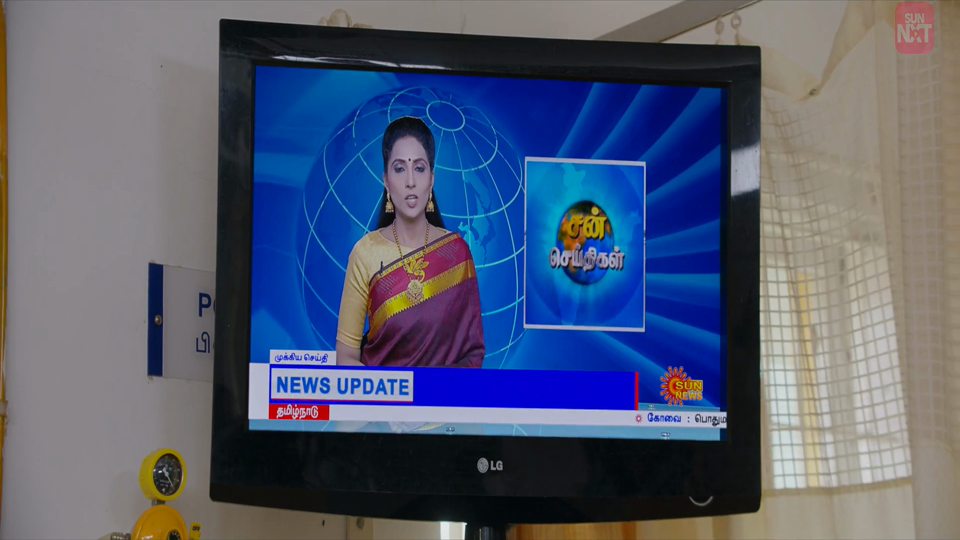 SUN
NXT
சன்
செய்திகள்
முக்கிய செய்தி
NEWS UPDATE
SUN
NEWS
தமிழ்நாடு
கோவை :
LG